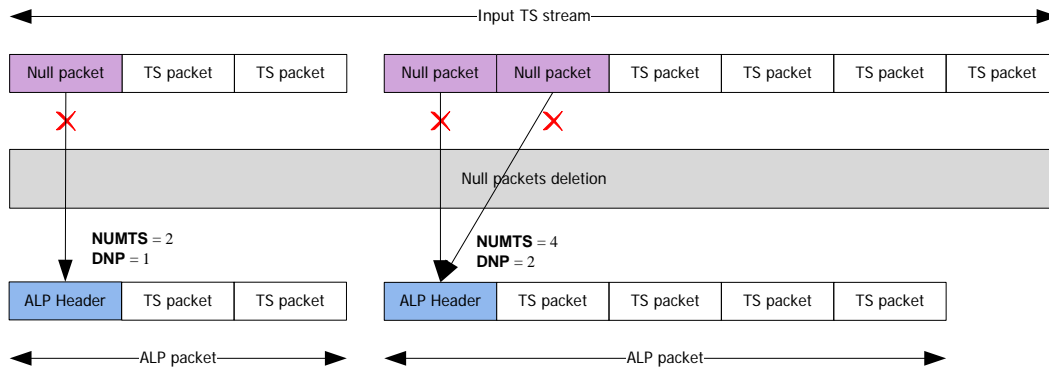 Input TS stream
Null packet TS packet TS packet Null packet Null packet TS packet TS packet TS packet TS packet
Null packets deletion
NUMTS = 2
DNP = 1
NUMTS = 4
DNP = 2
ALP Header TS packet TS packet ALP Header TS packet TS packet TS packet TS packet
ALP packet ALP packet